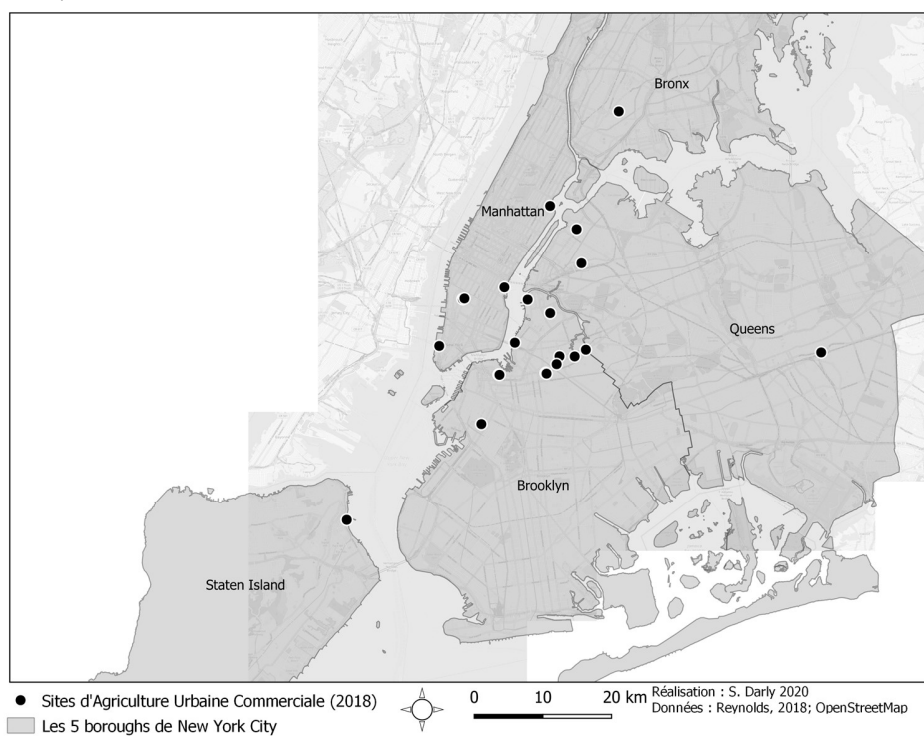 Bronx
Manhattan
Queens
Brooklyn
Staten Island
Sites d'Agriculture Urbaine Commerciale (2018)
Les 5 boroughs de New York City
0 10 20 km
Réalisation : S. Darly 2020
Données : Reynolds, 2018; OpenStreetMap